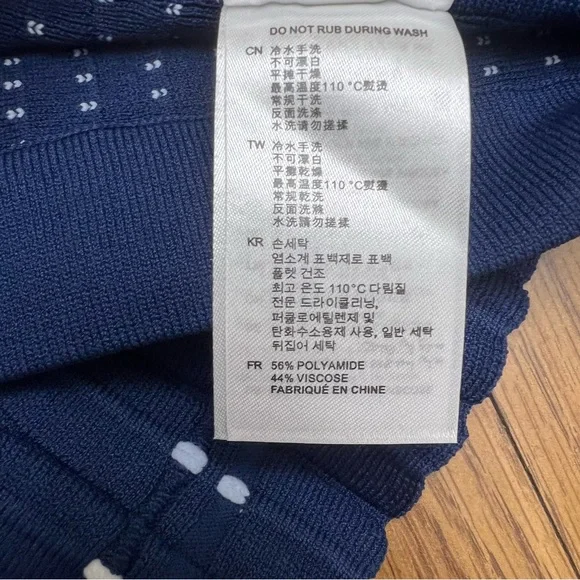 DO NOT RUB DURING WASH
CN 冷水手洗
不可漂白
平摊干燥
最高温度110 °C熨烫
常规干洗
反面洗涤
水洗请勿搓揉
TW 冷水手洗
不可漂白
平攤乾燥
最高溫度110 °C熨燙
常規乾洗
反面洗滌
水洗請勿搓揉
KR 손세탁
염소계 표백제로 표백
플랫 건조
최고 온도 110°C 다림질
전문 드라이클리닝,
퍼클로에틸렌제 및
탄화수소용제 사용, 일반 세탁
뒤집어 세탁
FR 56% POLYAMIDE
44% VISCOSE
FABRIQUÉ EN CHINE